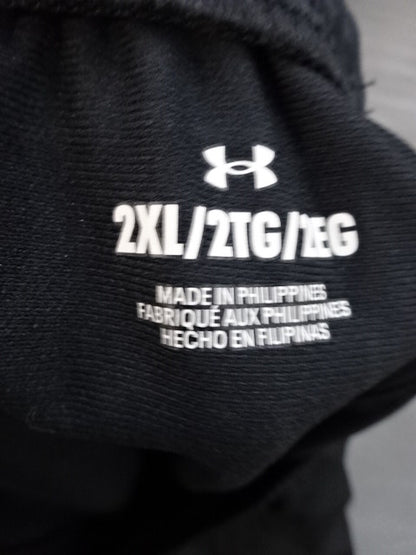 2XL/2TG/2EG
MADE IN PHILIPPINES
FABRIQUÉ AUX PHILIPPINES
HECHO EN FILIPINAS